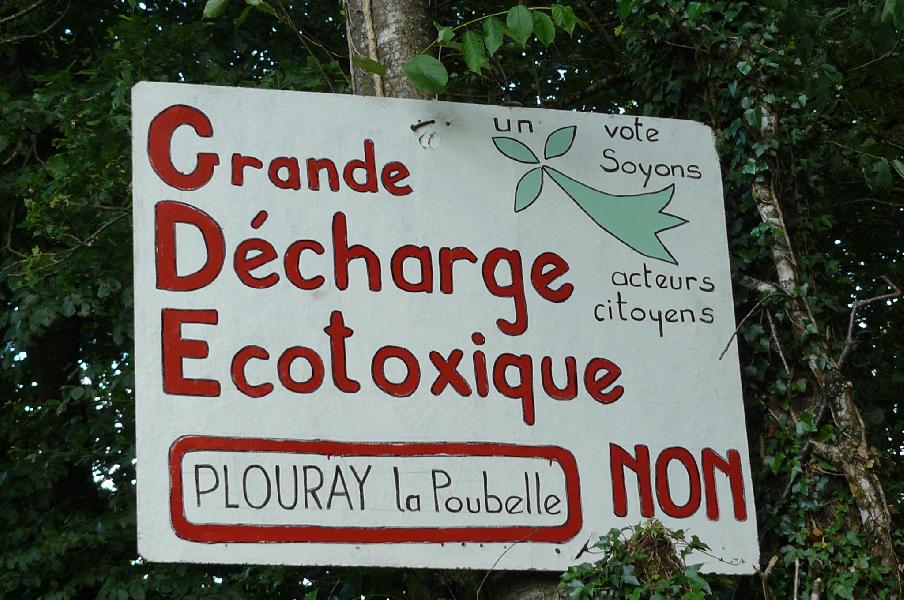 Grande
Décharge
Ecotoxique
un vote
Soyons
acteurs
citoyens
PLOURAY la Poubelle
NON